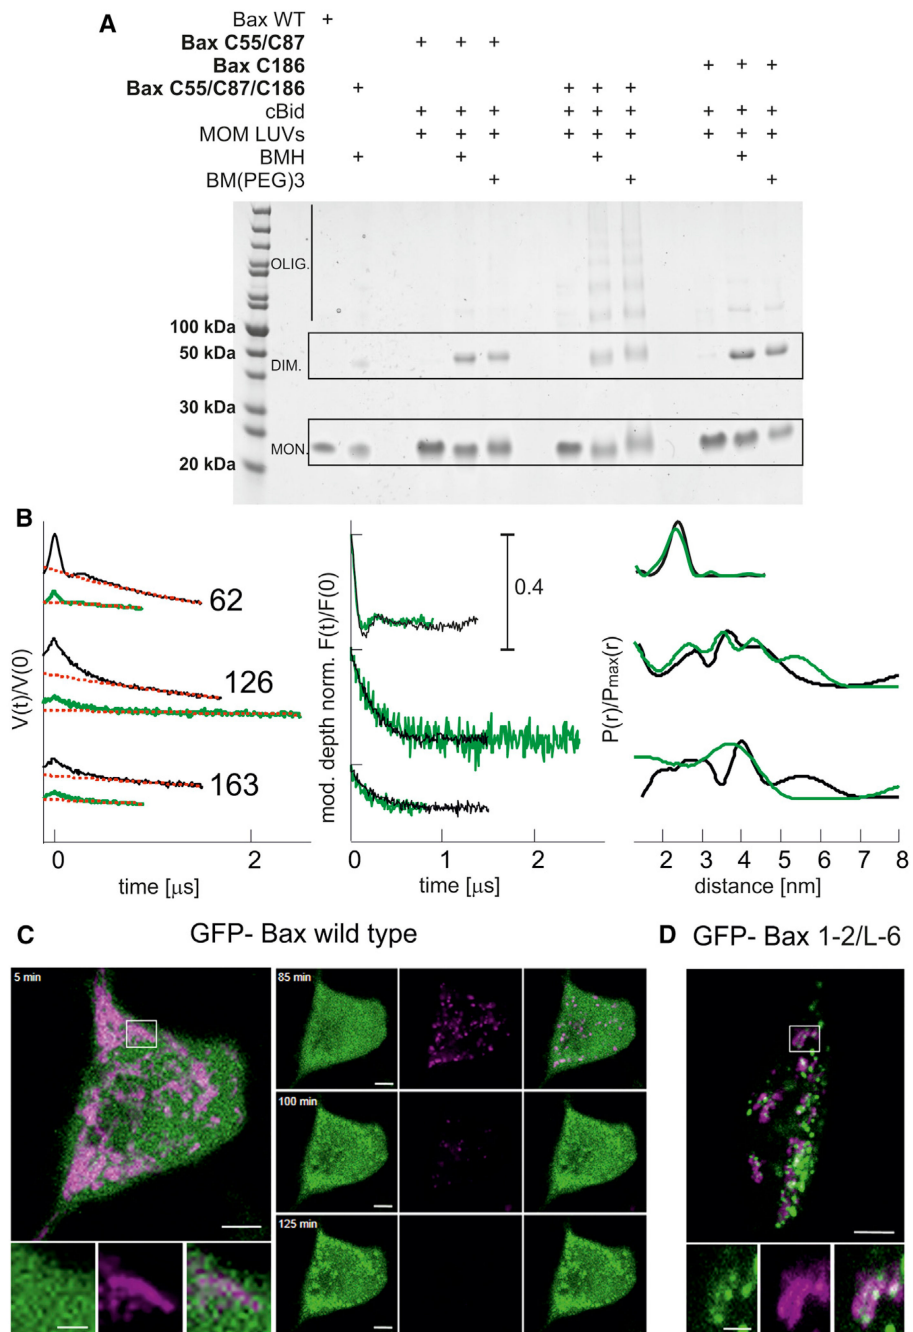 A
Bax WT +
Bax C55/C87 + + +
Bax C186 + + +
Bax C55/C87/C186 + + + +
cBid + + + + + + + + +
MOM LUVs + + + + + + + + +
BMH + + + +
BM(PEG)3 + + +
OLIG.
100 kDa
50 kDa
DIM.
30 kDa
MON.
20 kDa
B
V(t)/V(0)
62
126
163
0 2
time [μs]
mod. depth norm. F(t)/F(0)
0.4
0 1 2
time [μs]
P(r)/Pmax(r)
2 3 4 5 6 7 8
distance [nm]
C GFP- Bax wild type
5 min
85 min
100 min
125 min
D GFP- Bax 1-2/L-6